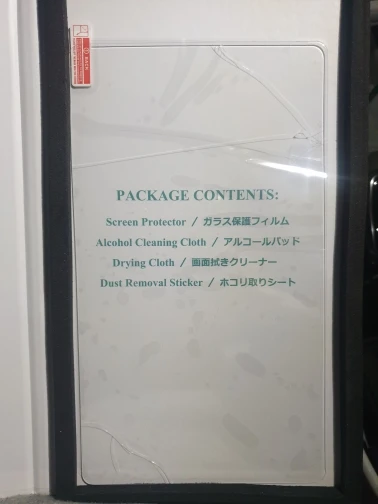 PACKAGE CONTENTS:
Screen Protector / ガラス保護フィルム
Alcohol Cleaning Cloth / アルコールパッド
Drying Cloth / 画面拭きクリーナー
Dust Removal Sticker / ホコリ取りシート